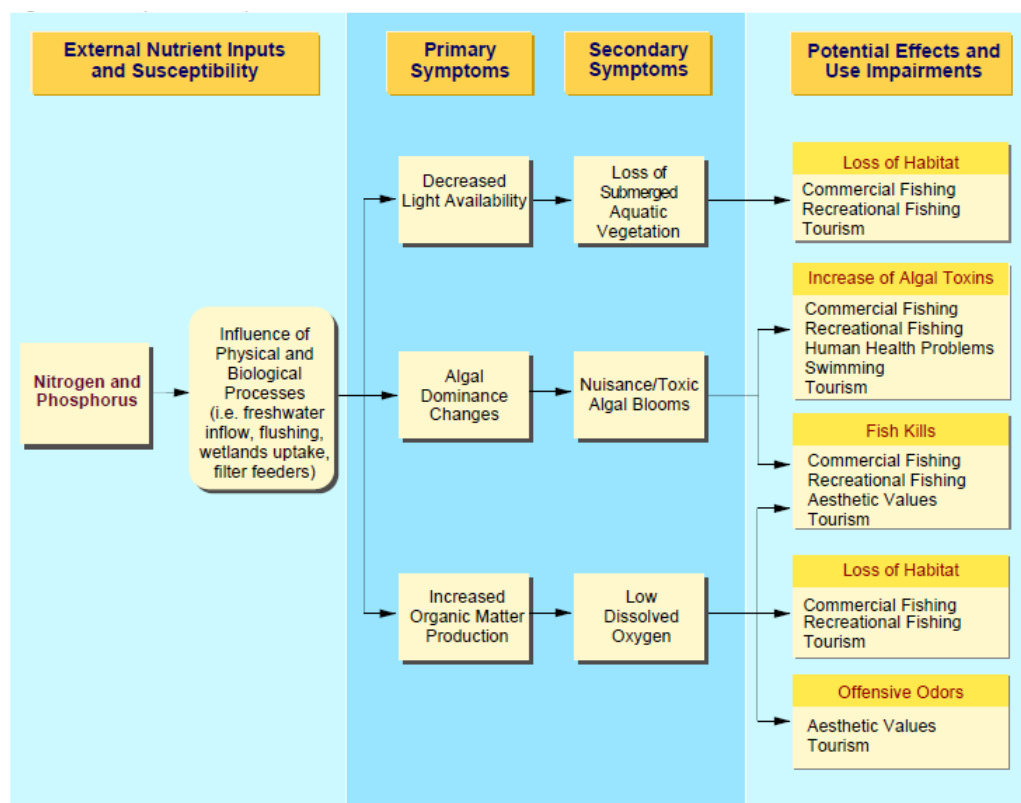 External Nutrient Inputs
and Susceptibility
Primary
Symptoms
Secondary
Symptoms
Potential Effects and
Use Impairments
Nitrogen and
Phosphorus
Influence of
Physical and
Biological
Processes
(i.e. freshwater
inflow, flushing,
wetlands uptake,
filter feeders)
Decreased
Light Availability
Loss of
Submerged
Aquatic
Vegetation
Loss of Habitat
Commercial Fishing
Recreational Fishing
Tourism
Algal
Dominance
Changes
Nuisance/Toxic
Algal Blooms
Increase of Algal Toxins
Commercial Fishing
Recreational Fishing
Human Health Problems
Swimming
Tourism
Fish Kills
Commercial Fishing
Recreational Fishing
Aesthetic Values
Tourism
Increased
Organic Matter
Production
Low
Dissolved
Oxygen
Loss of Habitat
Commercial Fishing
Recreational Fishing
Tourism
Offensive Odors
Aesthetic Values
Tourism